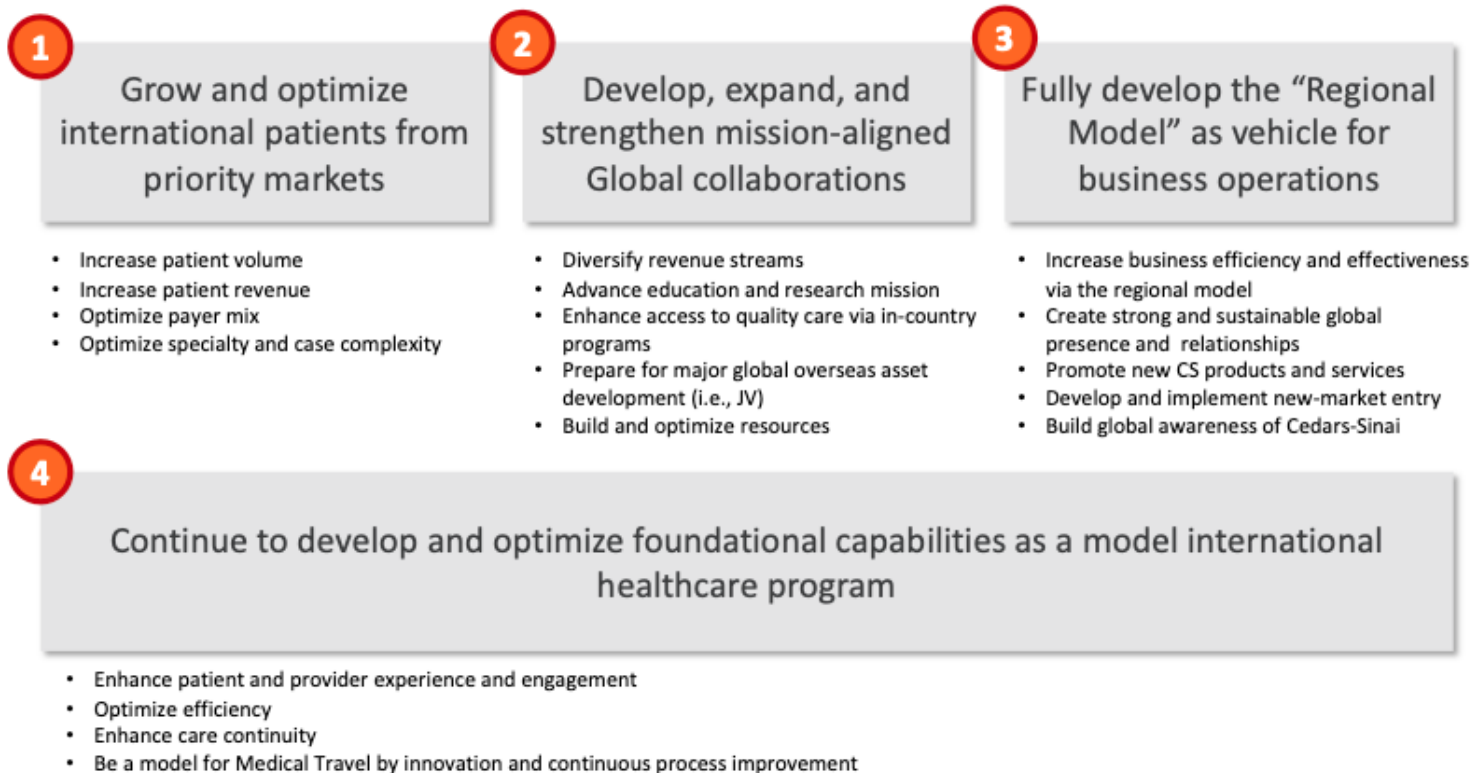 1
Grow and optimize
international patients from
priority markets
• Increase patient volume
• Increase patient revenue
• Optimize payer mix
• Optimize specialty and case complexity
2
Develop, expand, and
strengthen mission-aligned
Global collaborations
• Diversify revenue streams
• Advance education and research mission
• Enhance access to quality care via in-country
programs
• Prepare for major global overseas asset
development (i.e., JV)
• Build and optimize resources
3
Fully develop the “Regional
Model” as vehicle for
business operations
• Increase business efficiency and effectiveness
via the regional model
• Create strong and sustainable global
presence and  relationships
• Promote new CS products and services
• Develop and implement new-market entry
• Build global awareness of Cedars-Sinai
4
Continue to develop and optimize foundational capabilities as a model international
healthcare program
• Enhance patient and provider experience and engagement
• Optimize efficiency
• Enhance care continuity
• Be a model for Medical Travel by innovation and continuous process improvement